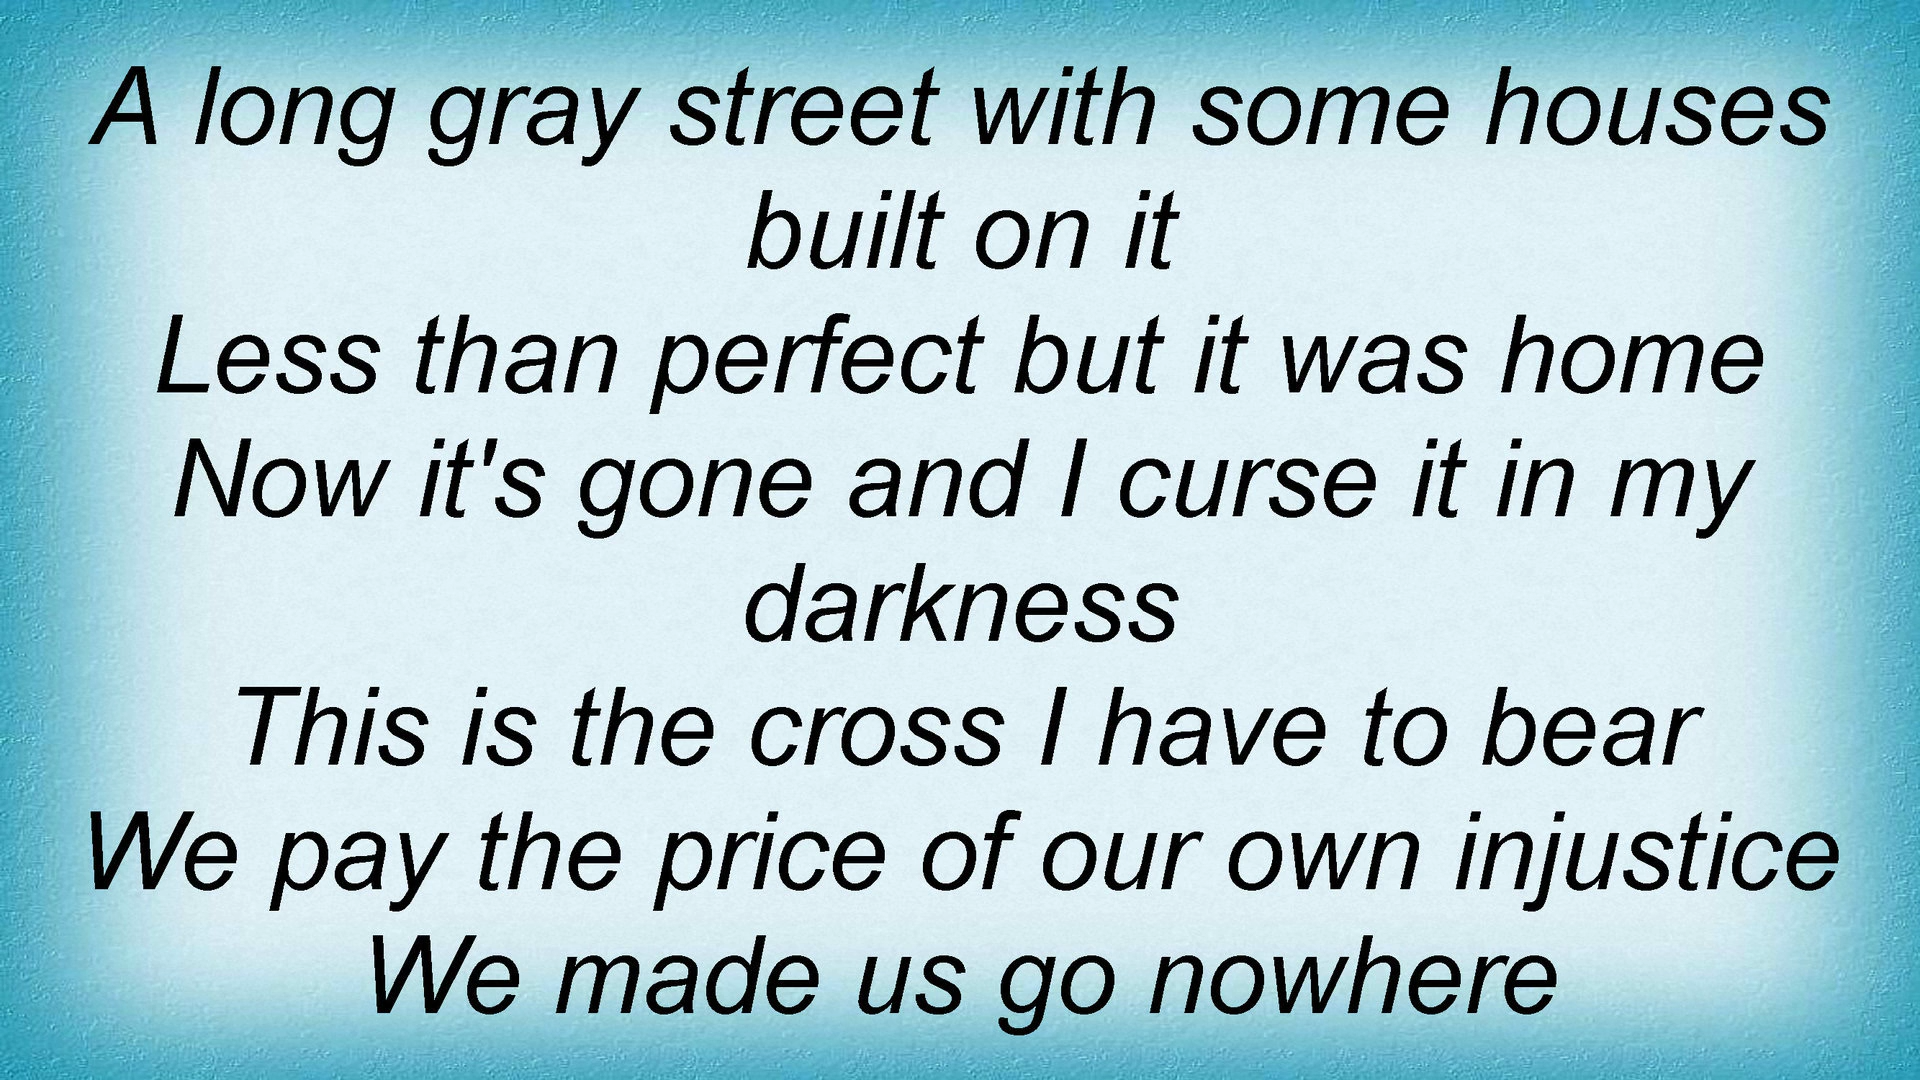 A long gray street with some houses
built on it
Less than perfect but it was home
Now it's gone and I curse it in my
darkness
This is the cross I have to bear
We pay the price of our own injustice
We made us go nowhere